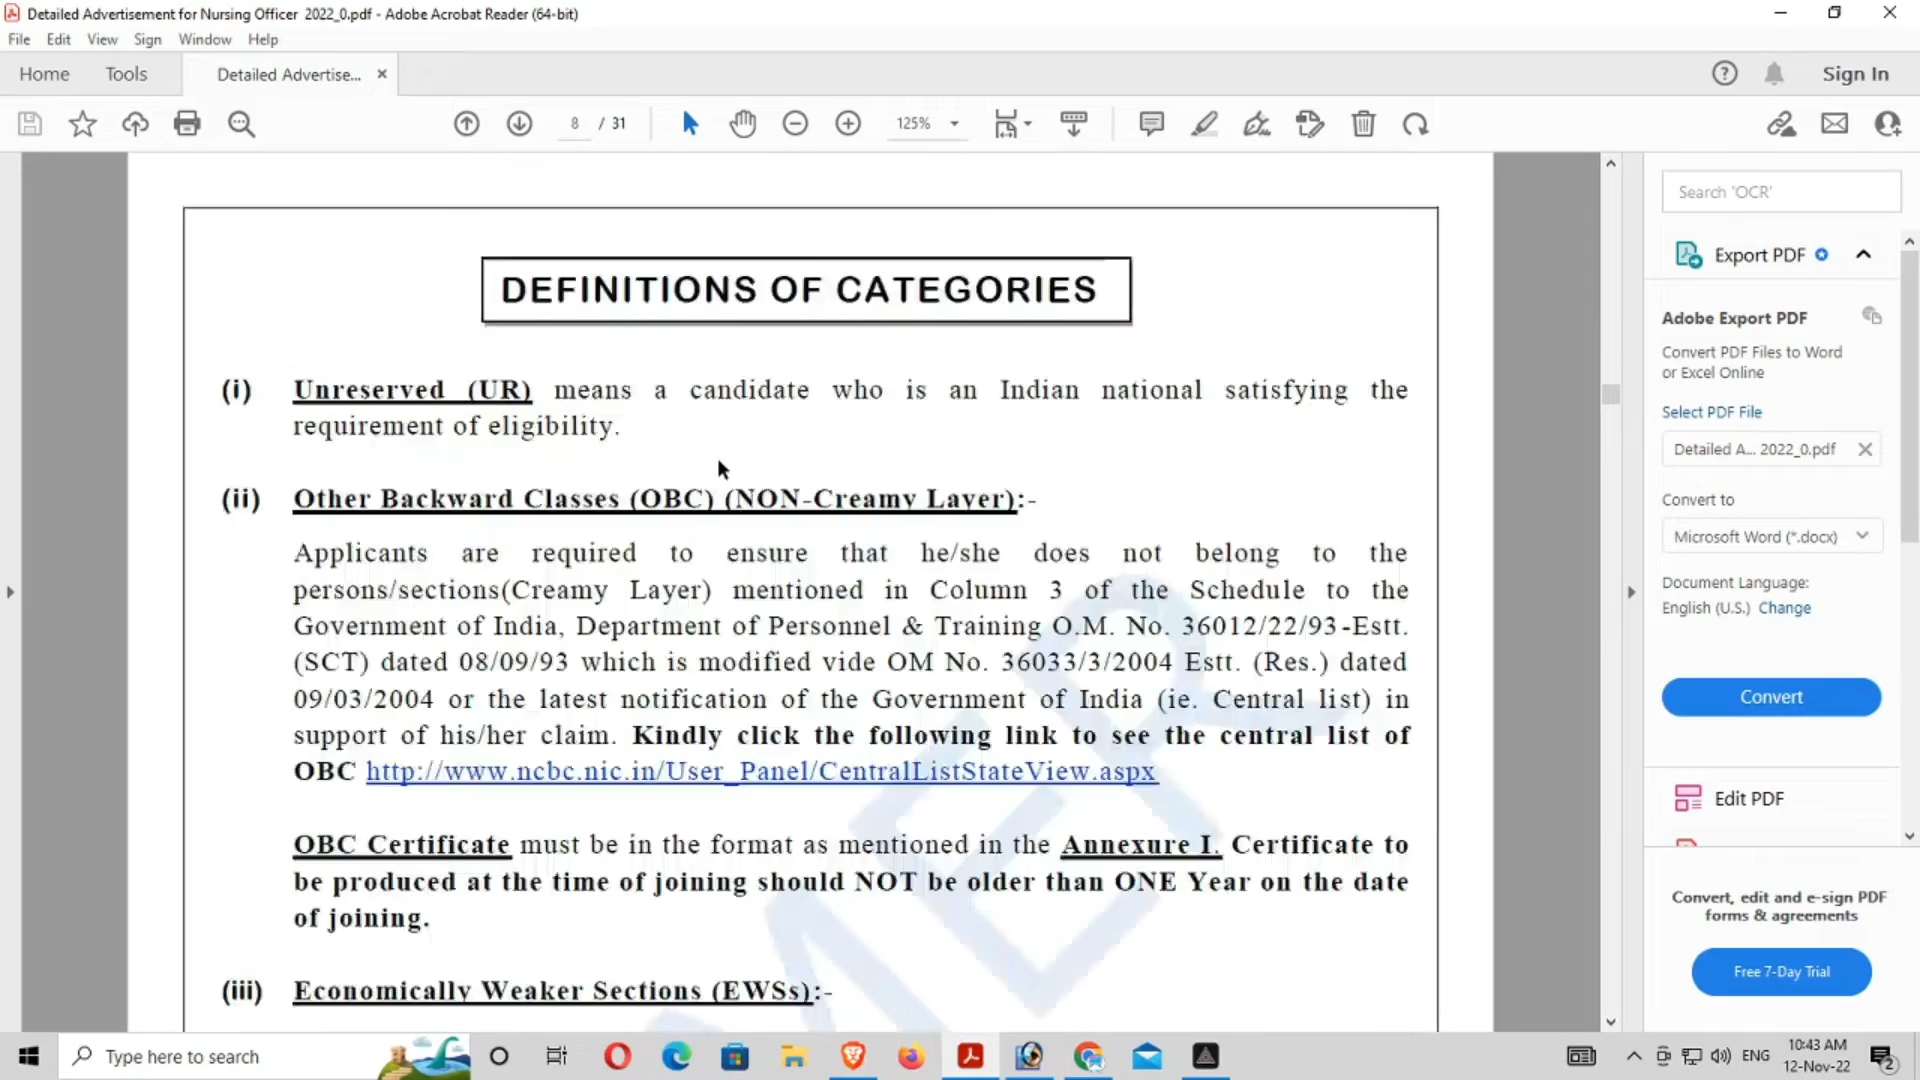 Detailed Advertisement for Nursing Officer 2022_0.pdf - Adobe Acrobat Reader (64-bit)
File Edit View Sign Window Help
Home Tools Detailed Advertise... Sign In
8 / 31 125%
DEFINITIONS OF CATEGORIES
(i) Unreserved (UR) means a candidate who is an Indian national satisfying the
requirement of eligibility.
(ii) Other Backward Classes (OBC) (NON-Creamy Layer):-
Applicants are required to ensure that he/she does not belong to the
persons/sections(Creamy Layer) mentioned in Column 3 of the Schedule to the
Government of India, Department of Personnel & Training O.M. No. 36012/22/93-Estt.
(SCT) dated 08/09/93 which is modified vide OM No. 36033/3/2004 Estt. (Res.) dated
09/03/2004 or the latest notification of the Government of India (ie. Central list) in
support of his/her claim. Kindly click the following link to see the central list of
OBC http://www.ncbc.nic.in/User_Panel/CentralListStateView.aspx
OBC Certificate must be in the format as mentioned in the Annexure I. Certificate to
be produced at the time of joining should NOT be older than ONE Year on the date
of joining.
(iii) Economically Weaker Sections (EWSs):-
MER
Search 'OCR'
Export PDF
Adobe Export PDF
Convert PDF Files to Word
or Excel Online
Select PDF File
Detailed A... 2022_0.pdf
Convert to
Microsoft Word (*.docx)
Document Language:
English (U.S.) Change
Convert
Edit PDF
Convert, edit and e-sign PDF
forms & agreements
Free 7-Day Trial
Type here to search
ENG
10:43 AM
12-Nov-22
2